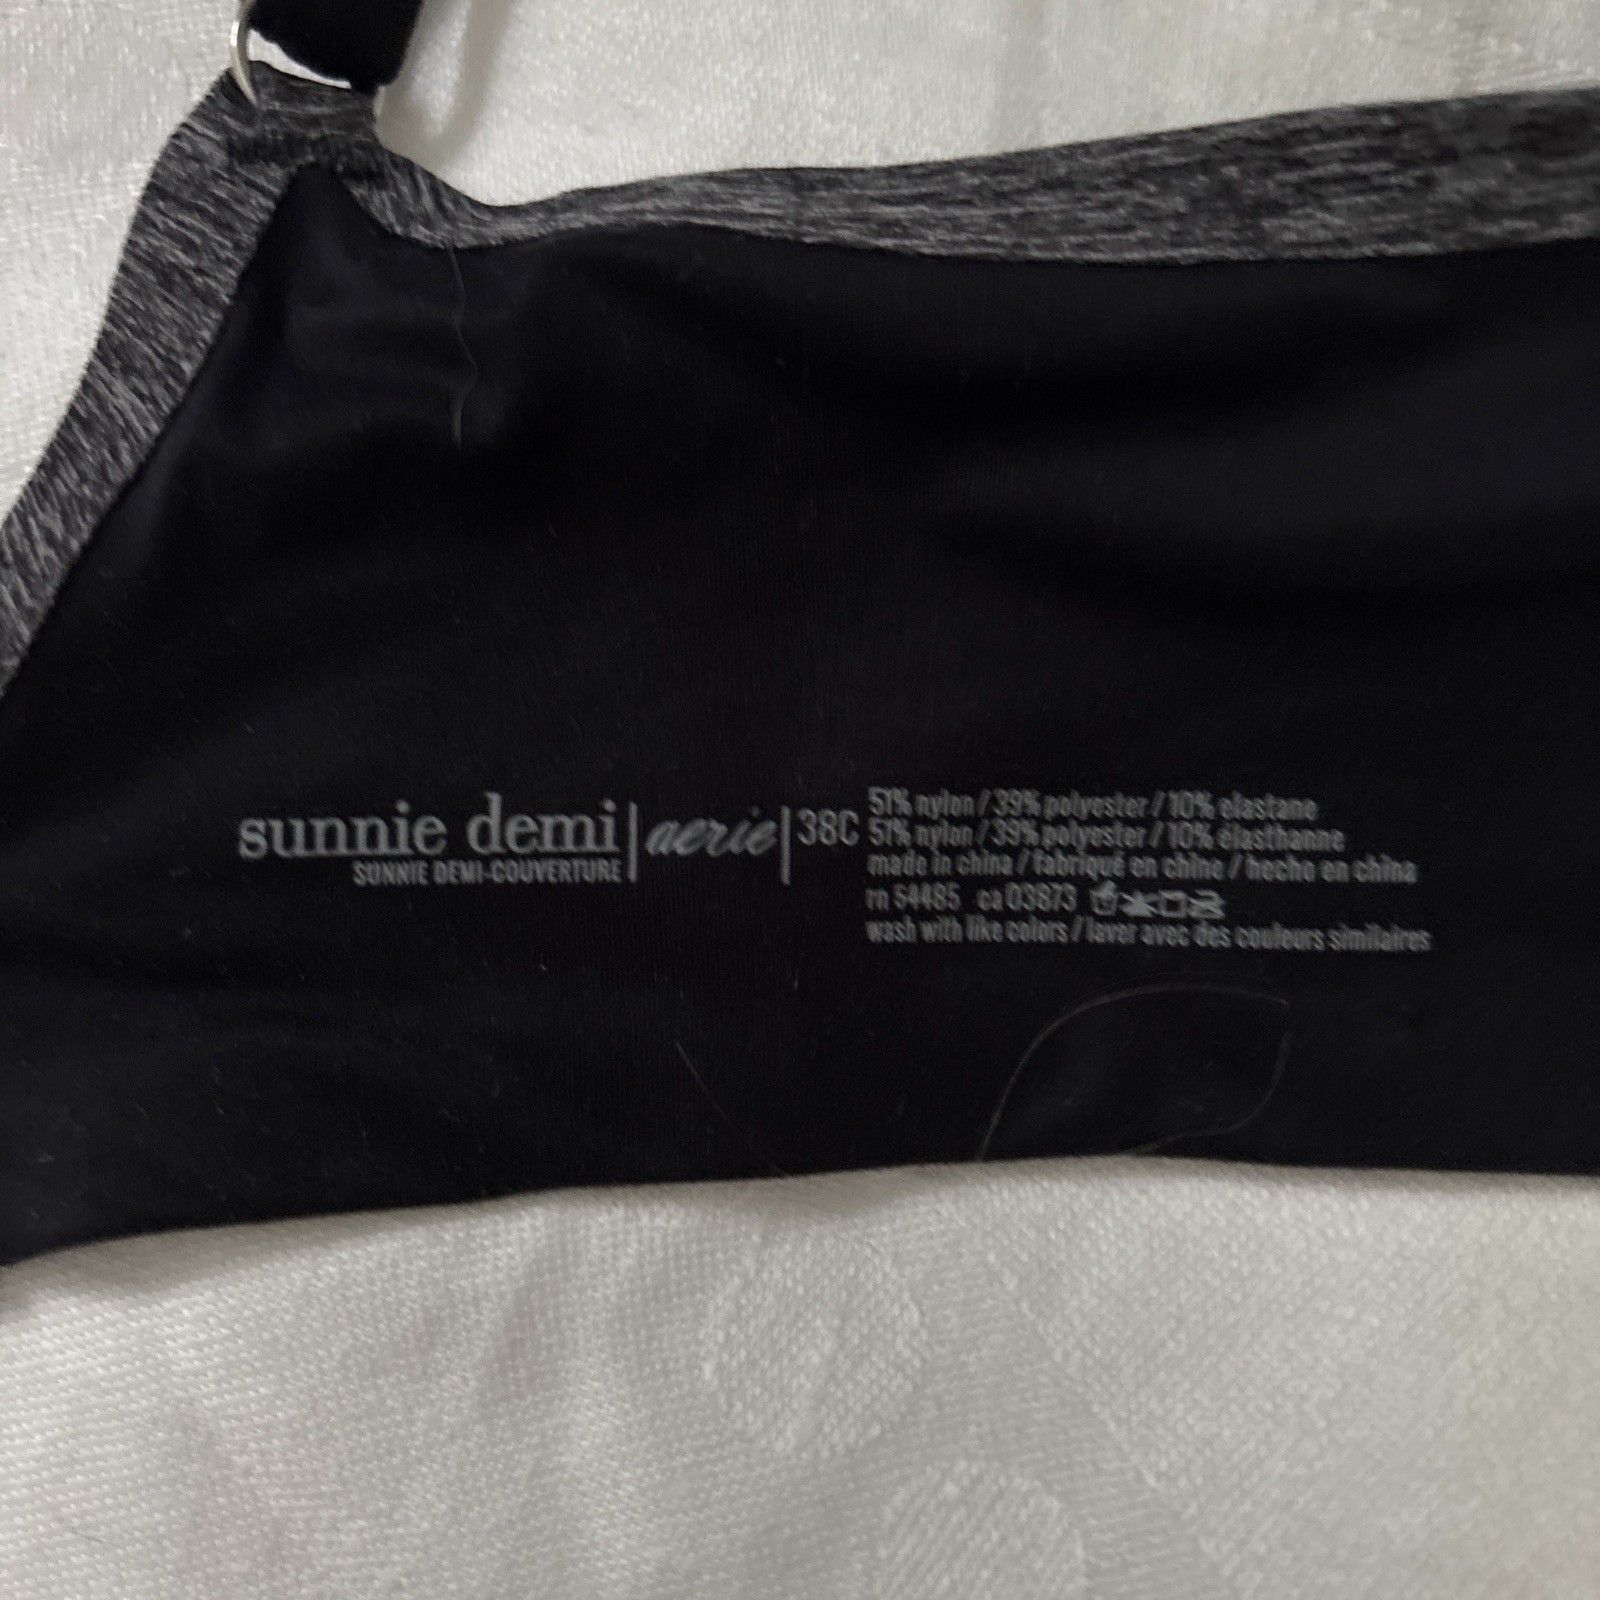 sunnie demi
SUNNIE DEMI-COUVERTURE
aerie
38C
51% nylon / 39% polyester / 10% elastane
51% nylon / 39% polyester / 10% élasthanne
made in china / fabriqué en chine / hecho en china
rn 54485 ca 03873
wash with like colors / laver avec des couleurs similaires